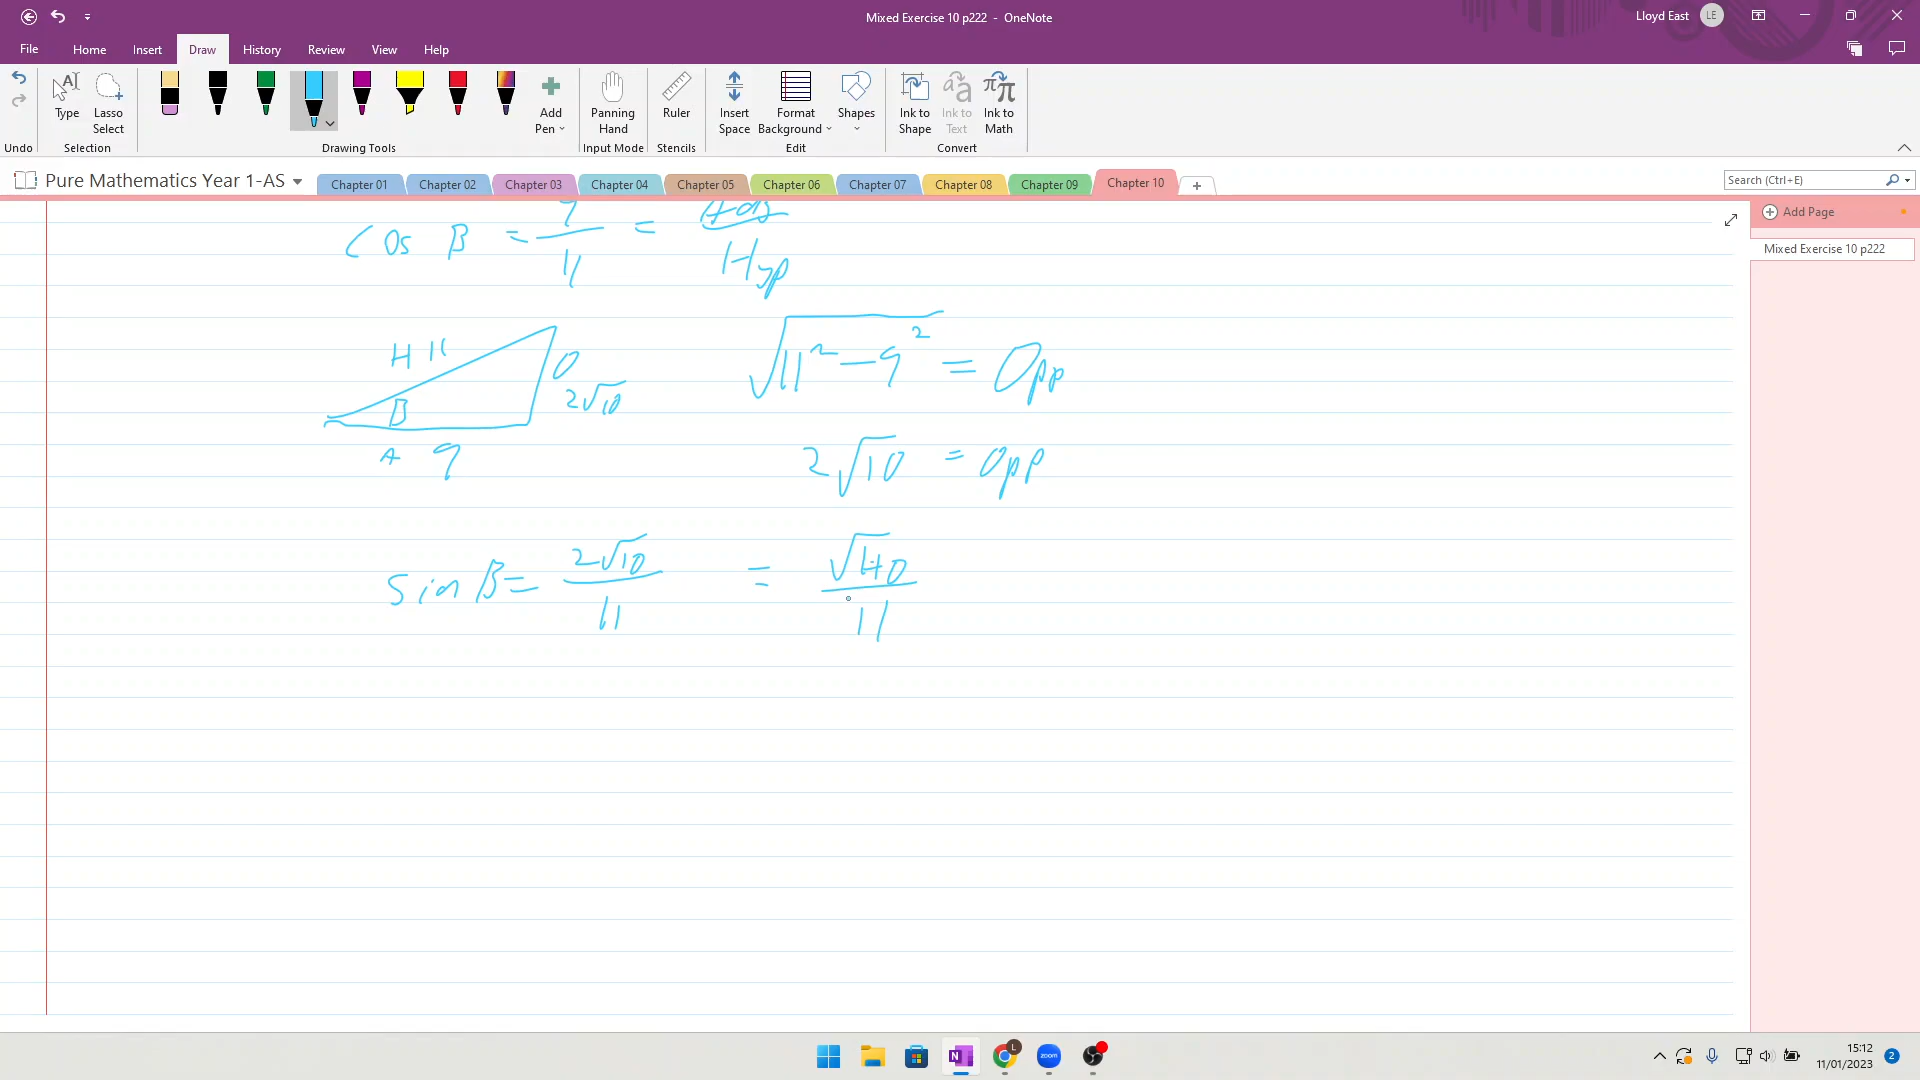 Mixed Exercise 10 p222 - OneNote
Lloyd East LE
File Home Insert Draw History Review View Help
Type
Lasso Select
Add Pen
Panning Hand
Ruler
Insert Space
Format Background
Shapes
Ink to Shape
Ink to Text
Ink to Math
Undo Selection Drawing Tools Input Mode Stencils Edit Convert
Pure Mathematics Year 1-AS Chapter 01 Chapter 02 Chapter 03 Chapter 04 Chapter 05 Chapter 06 Chapter 07 Chapter 08 Chapter 09 Chapter 10 + Search (Ctrl+E)
Add Page
Mixed Exercise 10 p222
Cos β = 9/11 = Adj/Hyp
H 11 O 2√10 β A 9
√(11² - 9²) = Opp
2√10 = Opp
Sin β = 2√10/11 = √40/11
zoom
15:12
11/01/2023
2